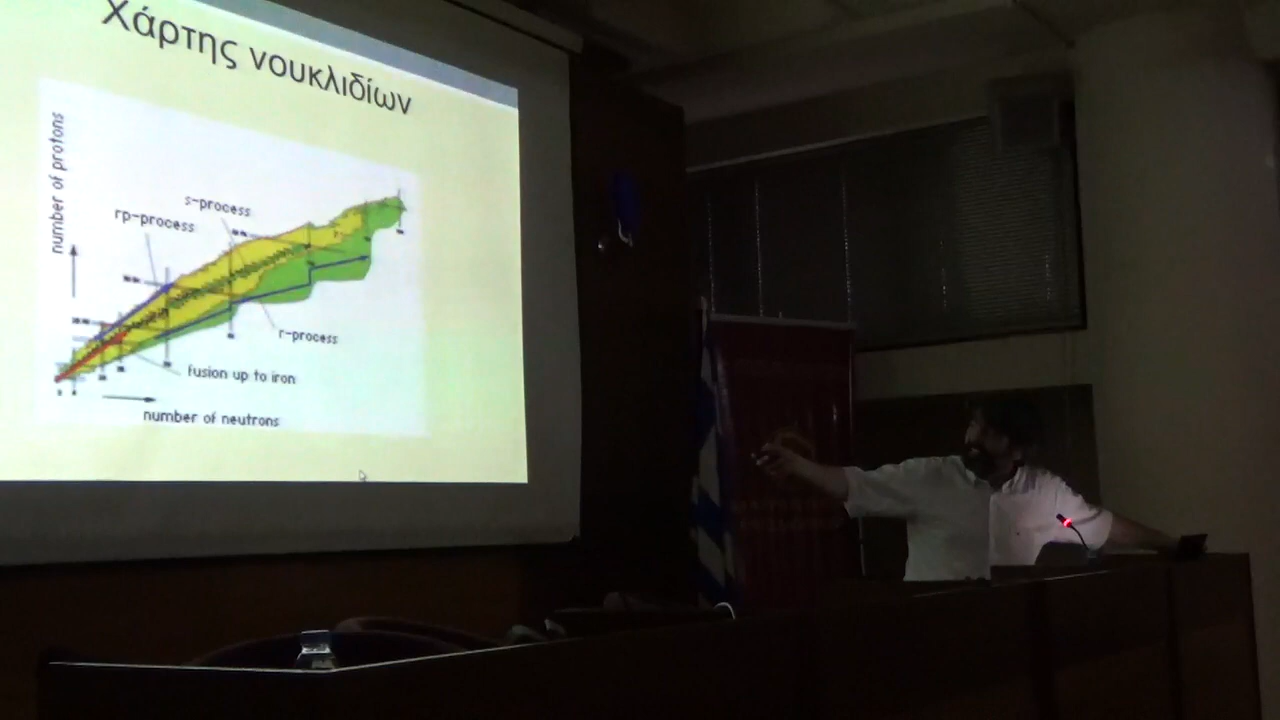 Χάρτης νουκλιδίων
number of protons
s-process
rp-process
r-process
fusion up to iron
number of neutrons